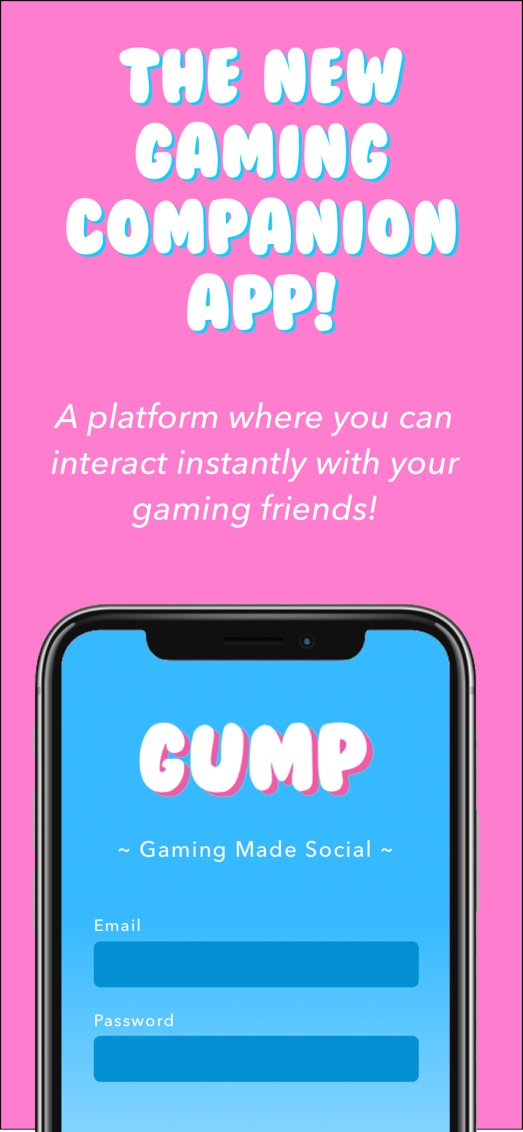 THE NEW
GAMING
COMPANION
APP!
A platform where you can
interact instantly with your
gaming friends!
GUMP
~ Gaming Made Social ~
Email
Password